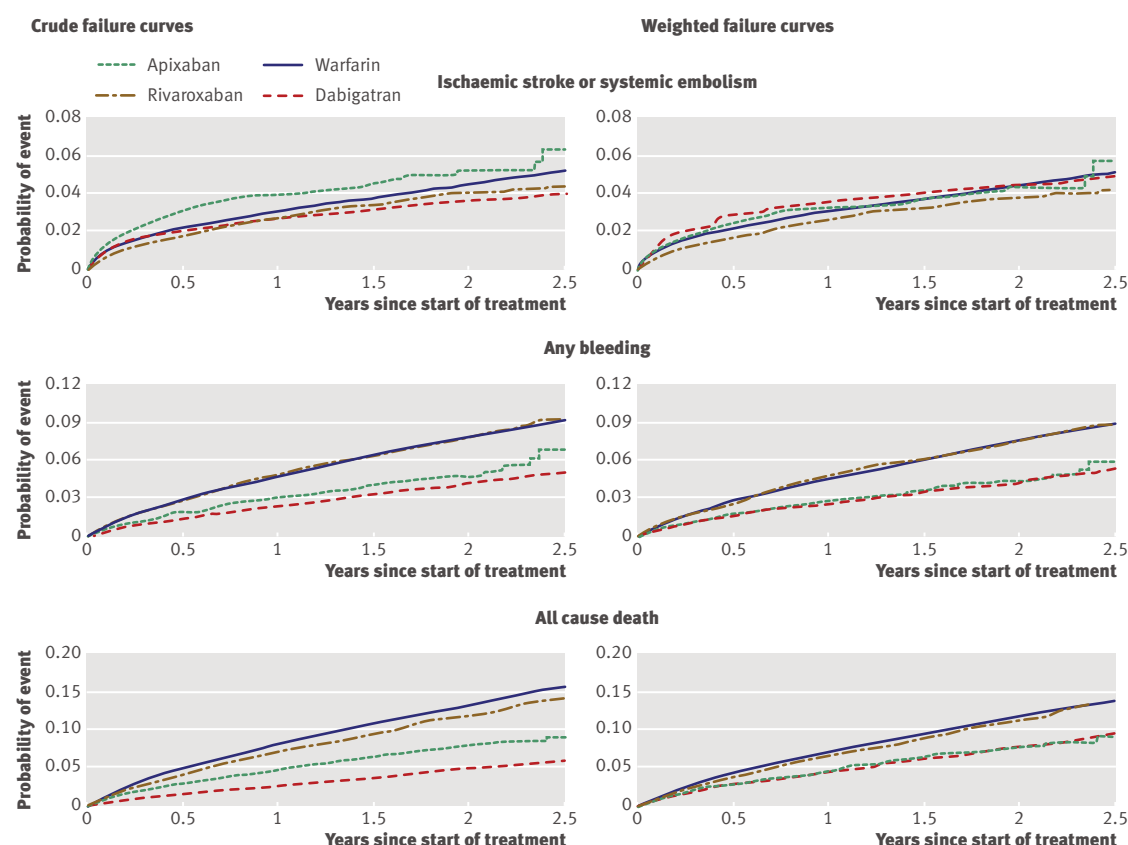 Crude failure curves
Weighted failure curves
Apixaban
Warfarin
Rivaroxaban
Dabigatran
Ischaemic stroke or systemic embolism
Probability of event
0.08
0.06
0.04
0.02
0
0 0.5 1 1.5 2 2.5
Years since start of treatment
0.08
0.06
0.04
0.02
0
0 0.5 1 1.5 2 2.5
Years since start of treatment
Any bleeding
Probability of event
0.12
0.09
0.06
0.03
0
0 0.5 1 1.5 2 2.5
Years since start of treatment
0.12
0.09
0.06
0.03
0
0 0.5 1 1.5 2 2.5
Years since start of treatment
All cause death
Probability of event
0.20
0.15
0.10
0.05
0
0 0.5 1 1.5 2 2.5
Years since start of treatment
0.20
0.15
0.10
0.05
0
0 0.5 1 1.5 2 2.5
Years since start of treatment